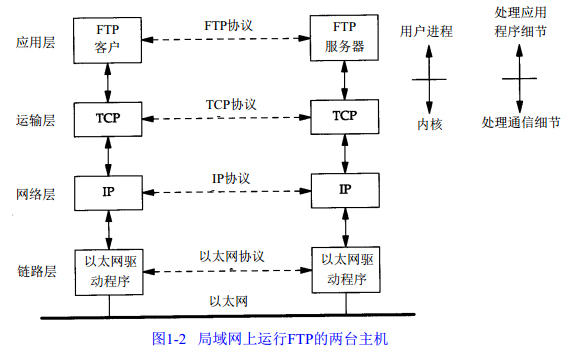 应用层
FTP
客户
FTP协议
FTP
服务器
用户进程
处理应用
程序细节
运输层
TCP
TCP协议
TCP
内核
处理通信细节
网络层
IP
IP协议
IP
链路层
以太网驱
动程序
以太网协议
以太网驱
动程序
以太网
图1-2 局域网上运行FTP的两台主机